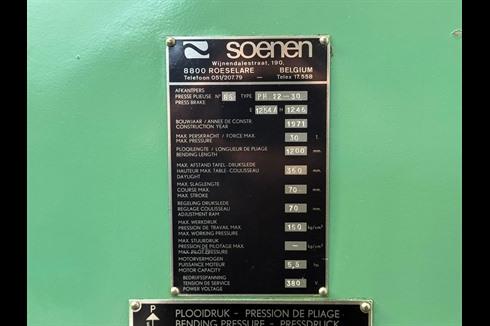 soenen
Wijnendalestraat, 190,
8800 ROESELARE BELGIUM
Telefoon 051/207.79 Telex 17.558
AFKANTPERS
PRESSE PLIEUSE N° 86 TYPE PH 12-30
PRESS BRAKE
E 1254A M 1246
BOUWJAAR / ANNEE DE CONSTR.
CONSTRUCTION YEAR 1971
MAX. PERSKRACHT / FORCE MAX.
MAX. PRESSURE 30 t.
PLOOILENGTE / LONGUEUR DE PLIAGE
BENDING LENGTH 1200 mm.
MAX. AFSTAND TAFEL - DRUKSLEDE
HAUTEUR MAX. TABLE - COULISSEAU 350 mm.
DAYLIGHT
MAX. SLAGLENGTE
COURSE MAX. 70 mm.
MAX. STROKE
REGELING DRUKSLEDE
REGLAGE COULISSEAU 70 mm.
ADJUSTMENT RAM
MAX. WERKDRUK
PRESSION DE TRAVAIL MAX. 150 kg/cm²
MAX. WORKING PRESSURE
MAX. STUURDRUK
PRESSION DE PILOTAGE MAX. - kg/cm²
MAX. PILOT PRESSURE
MOTORVERMOGEN
PUISSANCE MOTEUR 5,5
MOTOR CAPACITY
BEDRIJFSSPANNING
TENSION DE SERVICE 380 V.
POWER VOLTAGE
P PLOOIDRUK - PRESSION DE PLIAGE
BENDING PRESSURE - PRESSDRUCK